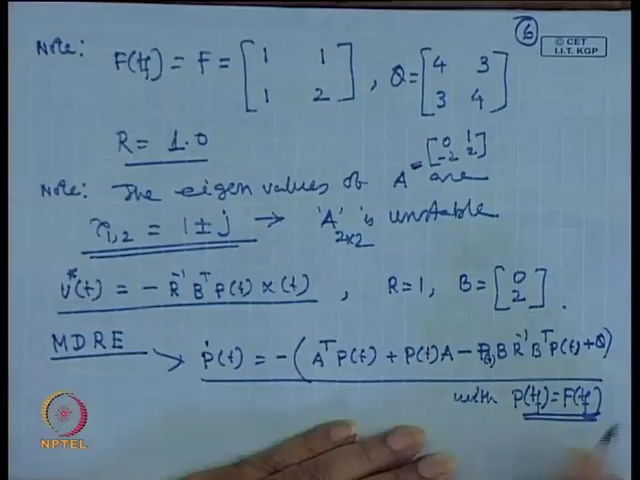 6
© CET
I.I.T. KGP
Note: F(tf) = F = [1 1; 1 2], Q = [4 3; 3 4]
R = 1.0
Note: The eigen values of A = [0 1; -2 2] are
λ1,2 = 1 ± j → 'A' is unstable
2×2
u*(t) = - R⁻¹ Bᵀ P(t) x(t), R = 1, B = [0; 2].
MDRE → Ṗ(t) = - (Aᵀ P(t) + P(t) A - P(t) B R⁻¹ Bᵀ P(t) + Q)
with P(tf) = F(tf)
NPTEL